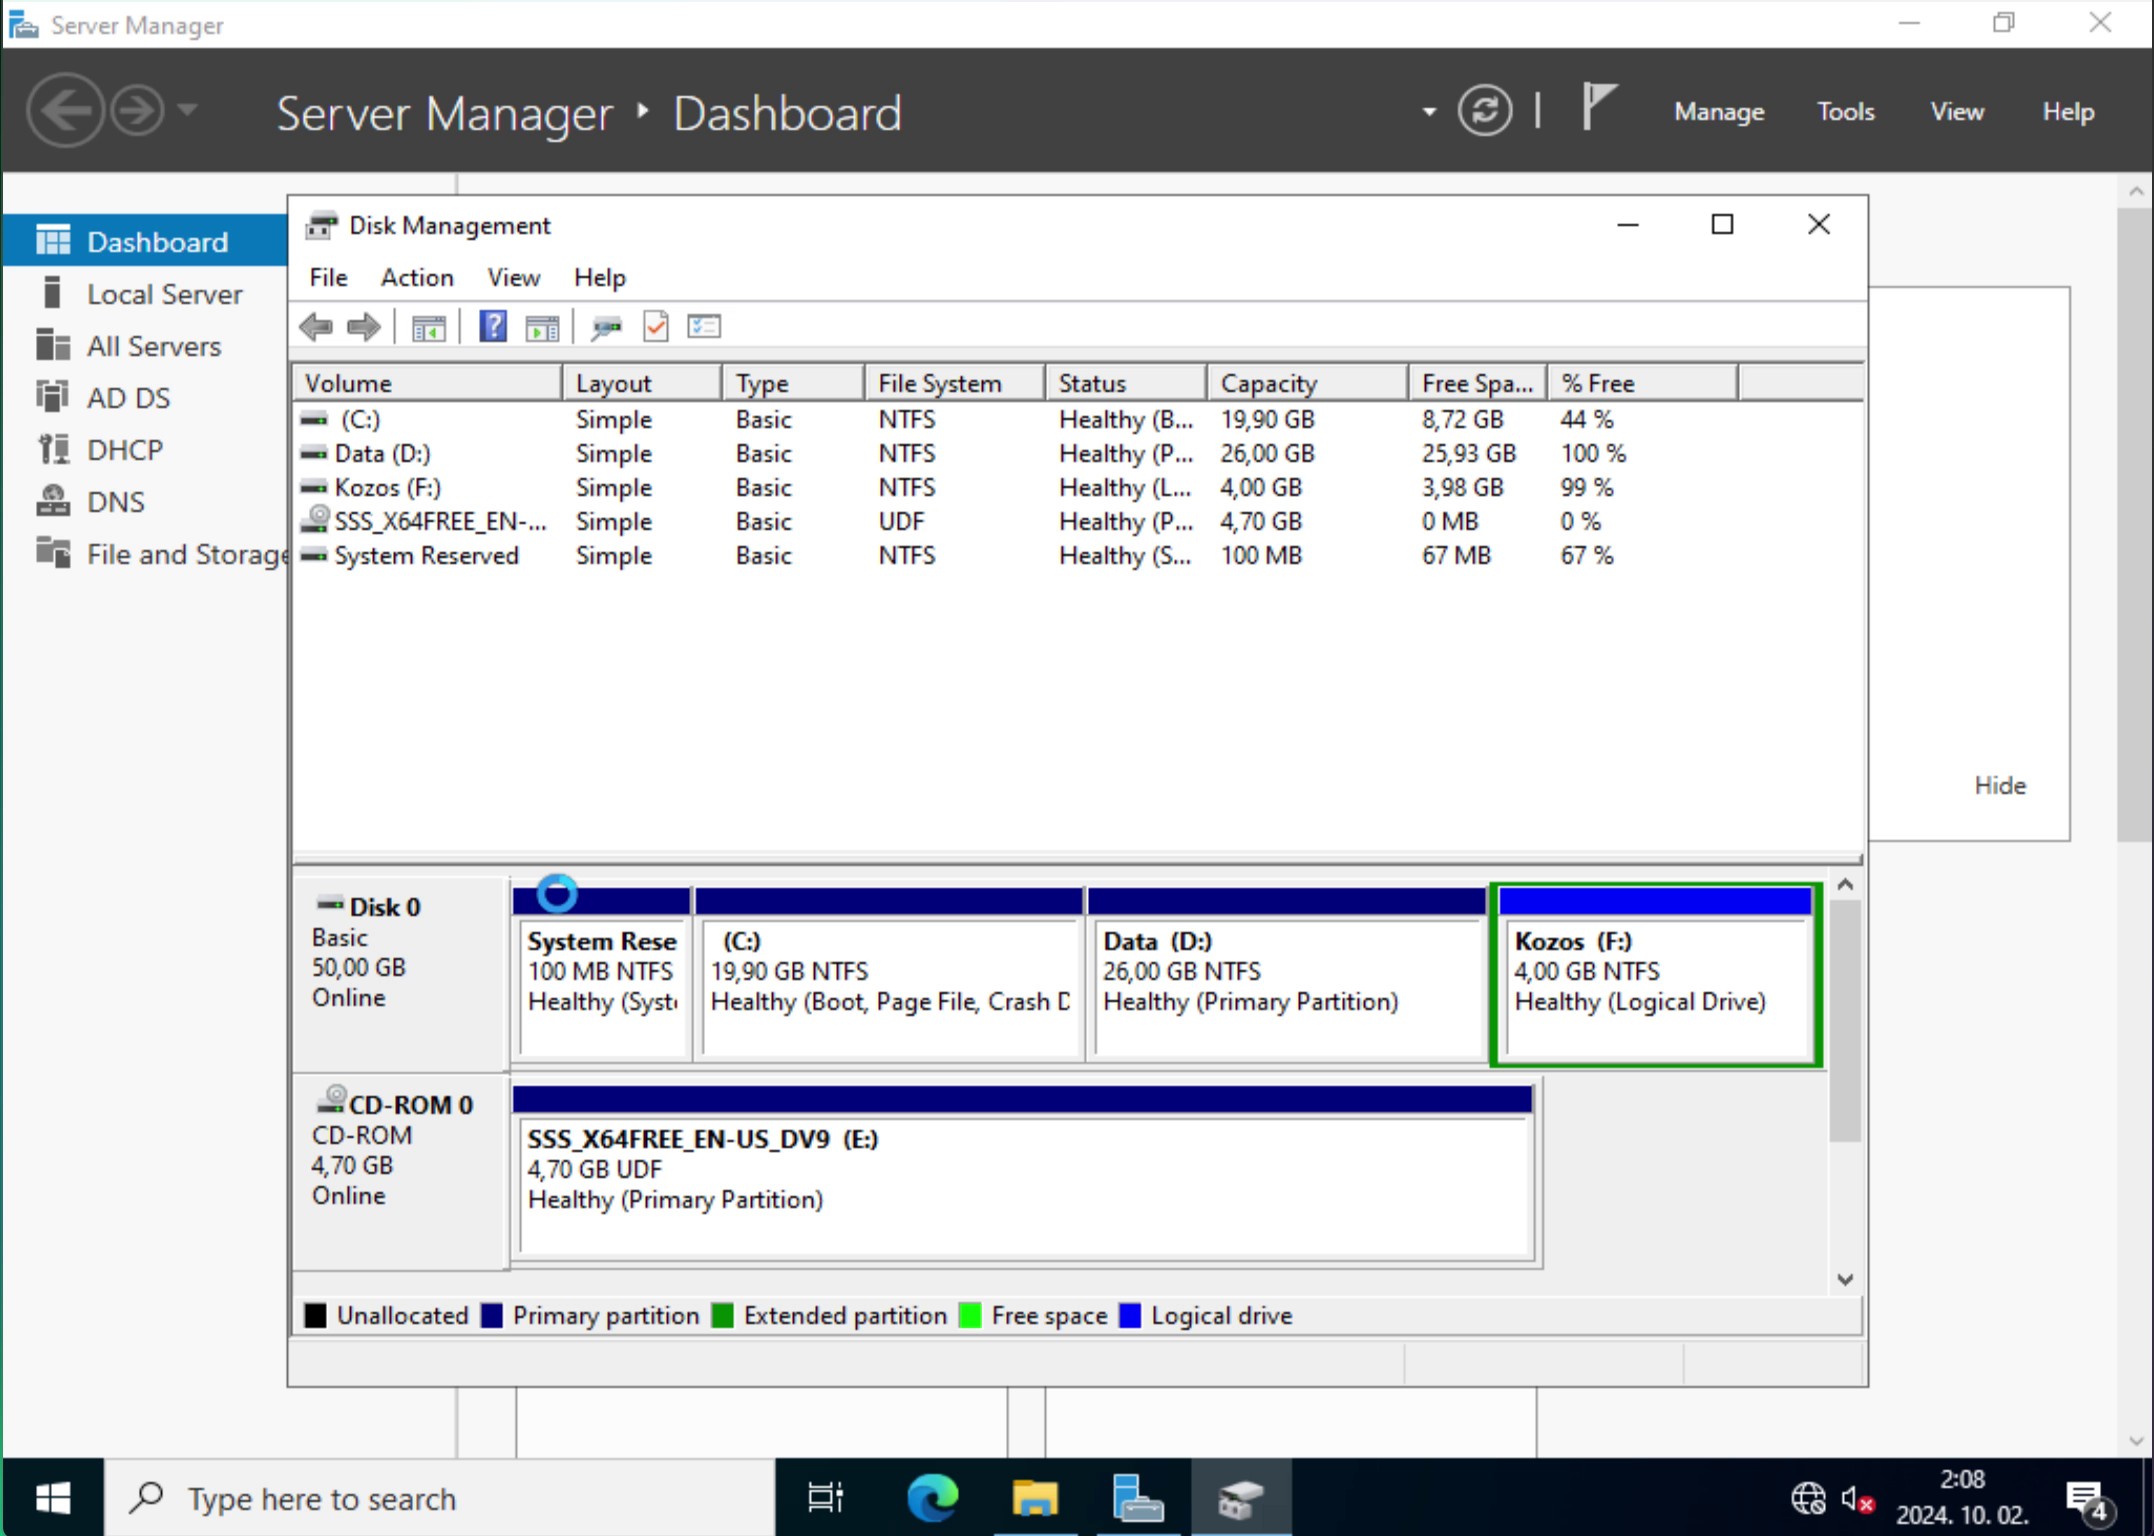 Server Manager
Server Manager ‣ Dashboard
Manage Tools View Help
Dashboard
Local Server
All Servers
AD DS
DHCP
DNS
File and Storage
Disk Management
File Action View Help
Volume Layout Type File System Status Capacity Free Spa... % Free
(C:) Simple Basic NTFS Healthy (B... 19,90 GB 8,72 GB 44 %
Data (D:) Simple Basic NTFS Healthy (P... 26,00 GB 25,93 GB 100 %
Kozos (F:) Simple Basic NTFS Healthy (L... 4,00 GB 3,98 GB 99 %
SSS_X64FREE_EN-... Simple Basic UDF Healthy (P... 4,70 GB 0 MB 0 %
System Reserved Simple Basic NTFS Healthy (S... 100 MB 67 MB 67 %
Hide
Disk 0
Basic
50,00 GB
Online
System Rese
100 MB NTFS
Healthy (Syst
(C:)
19,90 GB NTFS
Healthy (Boot, Page File, Crash D
Data (D:)
26,00 GB NTFS
Healthy (Primary Partition)
Kozos (F:)
4,00 GB NTFS
Healthy (Logical Drive)
CD-ROM 0
CD-ROM
4,70 GB
Online
SSS_X64FREE_EN-US_DV9 (E:)
4,70 GB UDF
Healthy (Primary Partition)
Unallocated Primary partition Extended partition Free space Logical drive
Type here to search
2:08
2024. 10. 02.
4